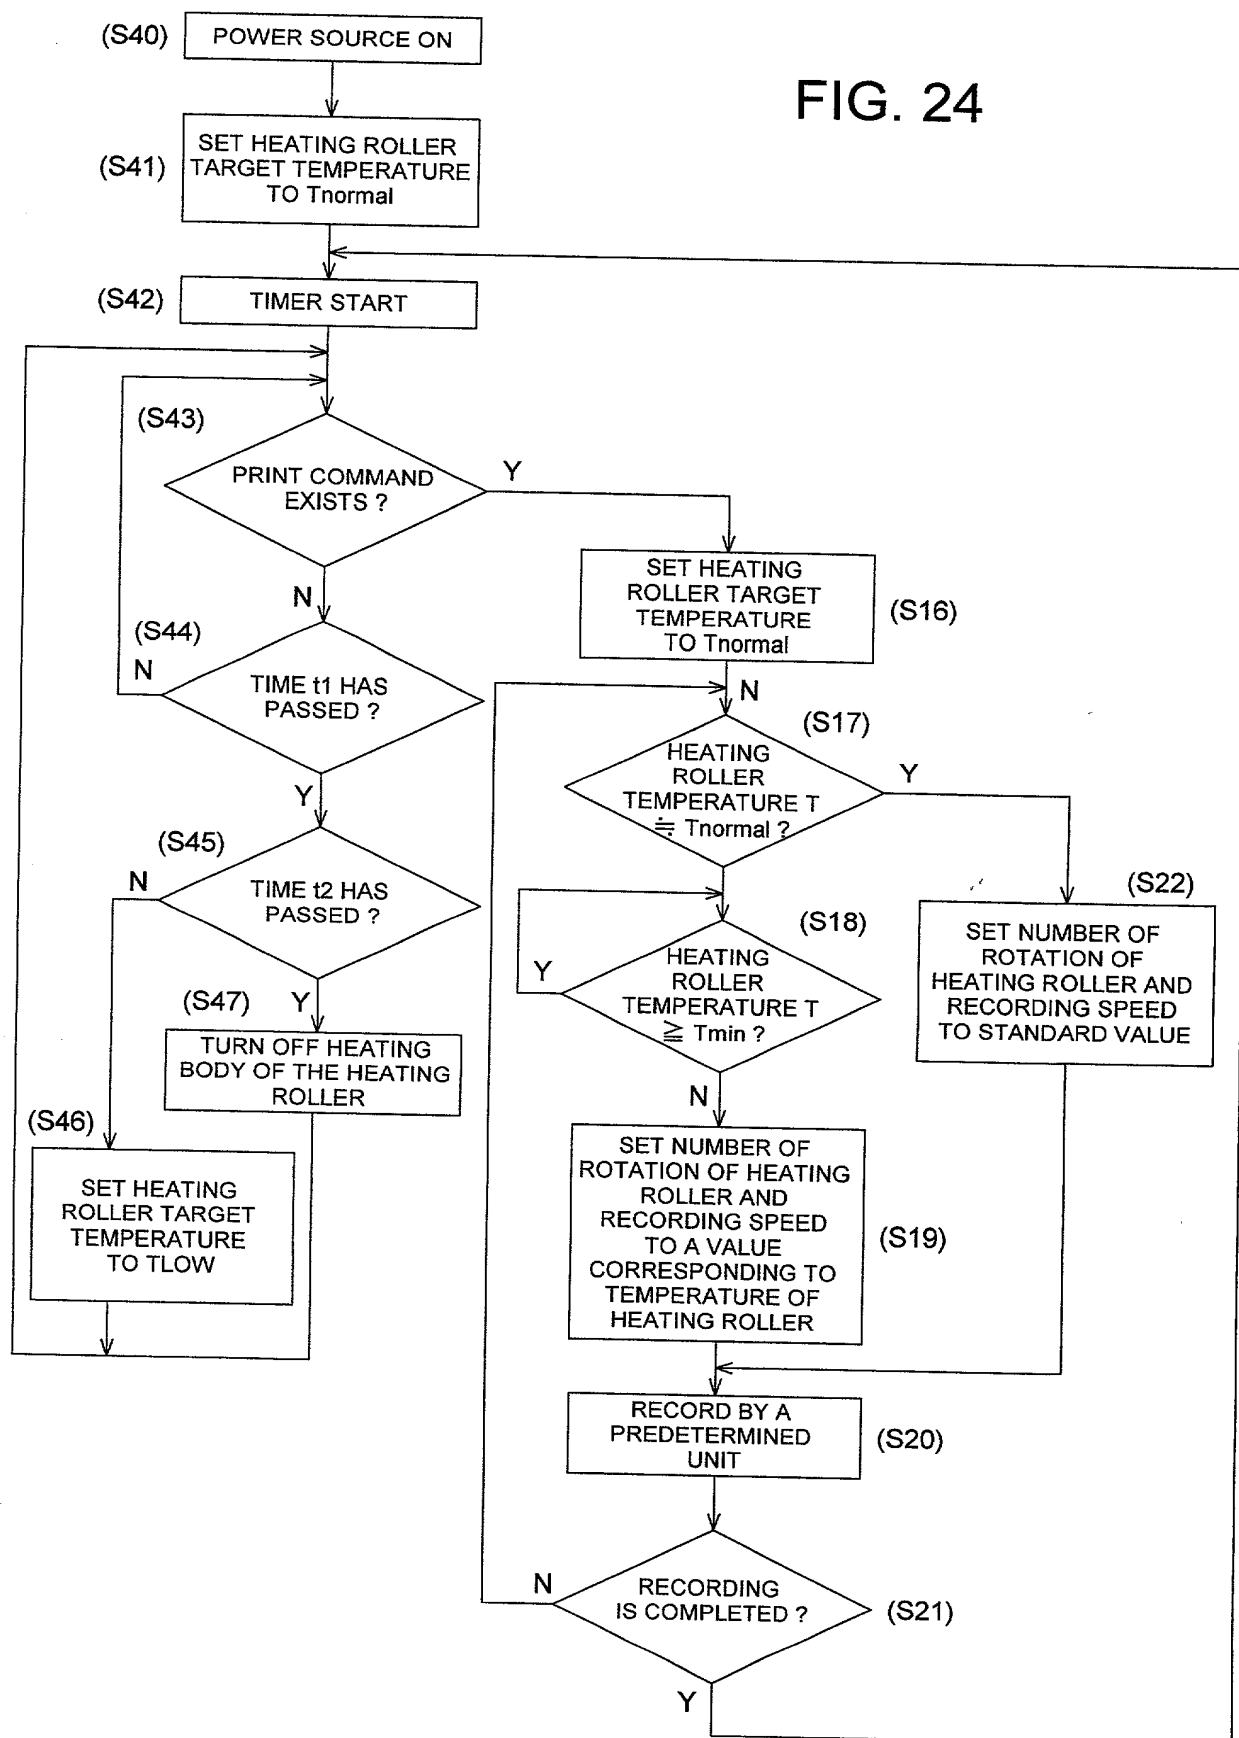 (S40)
POWER SOURCE ON
FIG. 24
(S41)
SET HEATING ROLLER
TARGET TEMPERATURE
TO Tnormal
(S42)
TIMER START
(S43)
PRINT COMMAND
EXISTS ?
Y
N
SET HEATING
ROLLER TARGET
TEMPERATURE
TO Tnormal
(S16)
(S44)
N
TIME t1 HAS
PASSED ?
Y
N
(S17)
HEATING
ROLLER
TEMPERATURE T
≒ Tnormal ?
Y
(S45)
N
TIME t2 HAS
PASSED ?
Y
(S18)
HEATING
ROLLER
TEMPERATURE T
≧ Tmin ?
Y
N
(S22)
SET NUMBER OF
ROTATION OF
HEATING ROLLER AND
RECORDING SPEED
TO STANDARD VALUE
(S47)
TURN OFF HEATING
BODY OF THE HEATING
ROLLER
(S46)
SET HEATING
ROLLER TARGET
TEMPERATURE
TO TLOW
SET NUMBER OF
ROTATION OF HEATING
ROLLER AND
RECORDING SPEED
TO A VALUE
CORRESPONDING TO
TEMPERATURE OF
HEATING ROLLER
(S19)
RECORD BY A
PREDETERMINED
UNIT
(S20)
N
RECORDING
IS COMPLETED ?
(S21)
Y